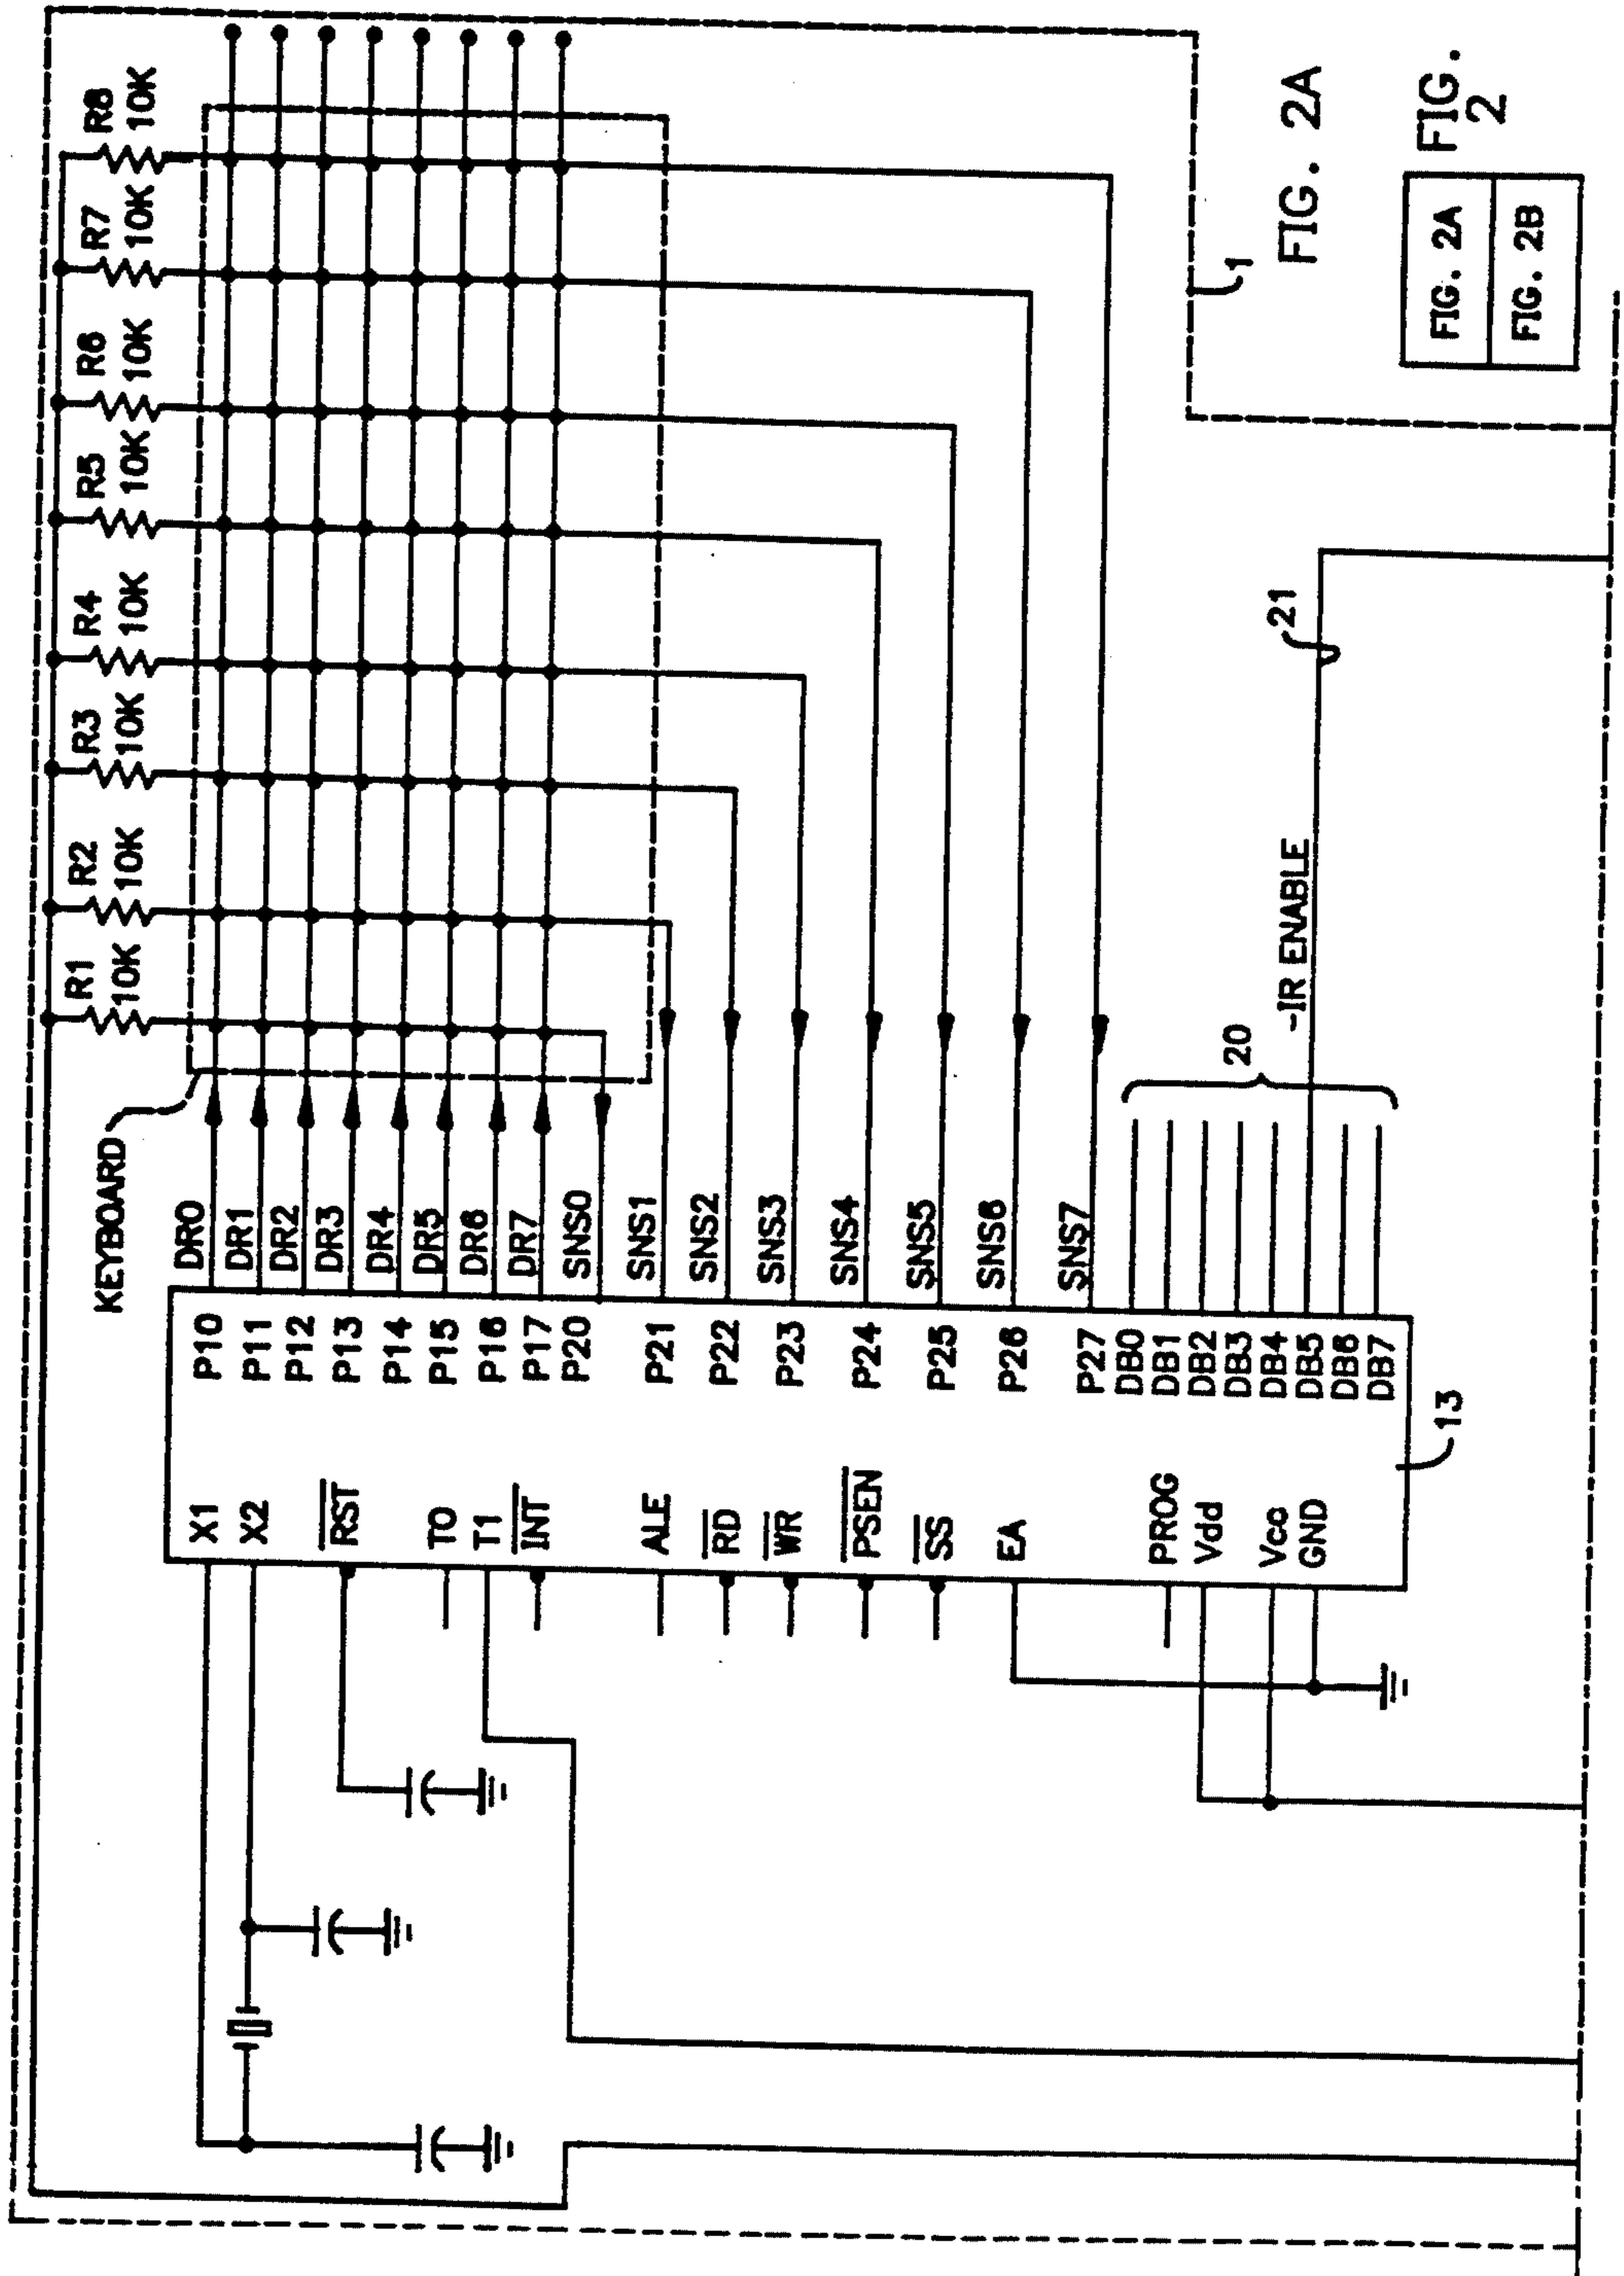 R1
10K
R2
10K
R3
10K
R4
10K
R5
10K
R6
10K
R7
10K
R8
10K
KEYBOARD
X1
X2
RST
TO
T1
INT
ALE
RD
WR
PSEN
SS
EA
PROG
Vdd
Vcc
GND
P10
P11
P12
P13
P14
P15
P16
P17
P20
P21
P22
P23
P24
P25
P26
P27
DB0
DB1
DB2
DB3
DB4
DB5
DB6
DB7
13
DR0
DR1
DR2
DR3
DR4
DR5
DR6
DR7
SNS0
SNS1
SNS2
SNS3
SNS4
SNS5
SNS6
SNS7
20
-IR ENABLE
21
1
FIG. 2A
FIG. 2A
FIG. 2B
FIG.
2